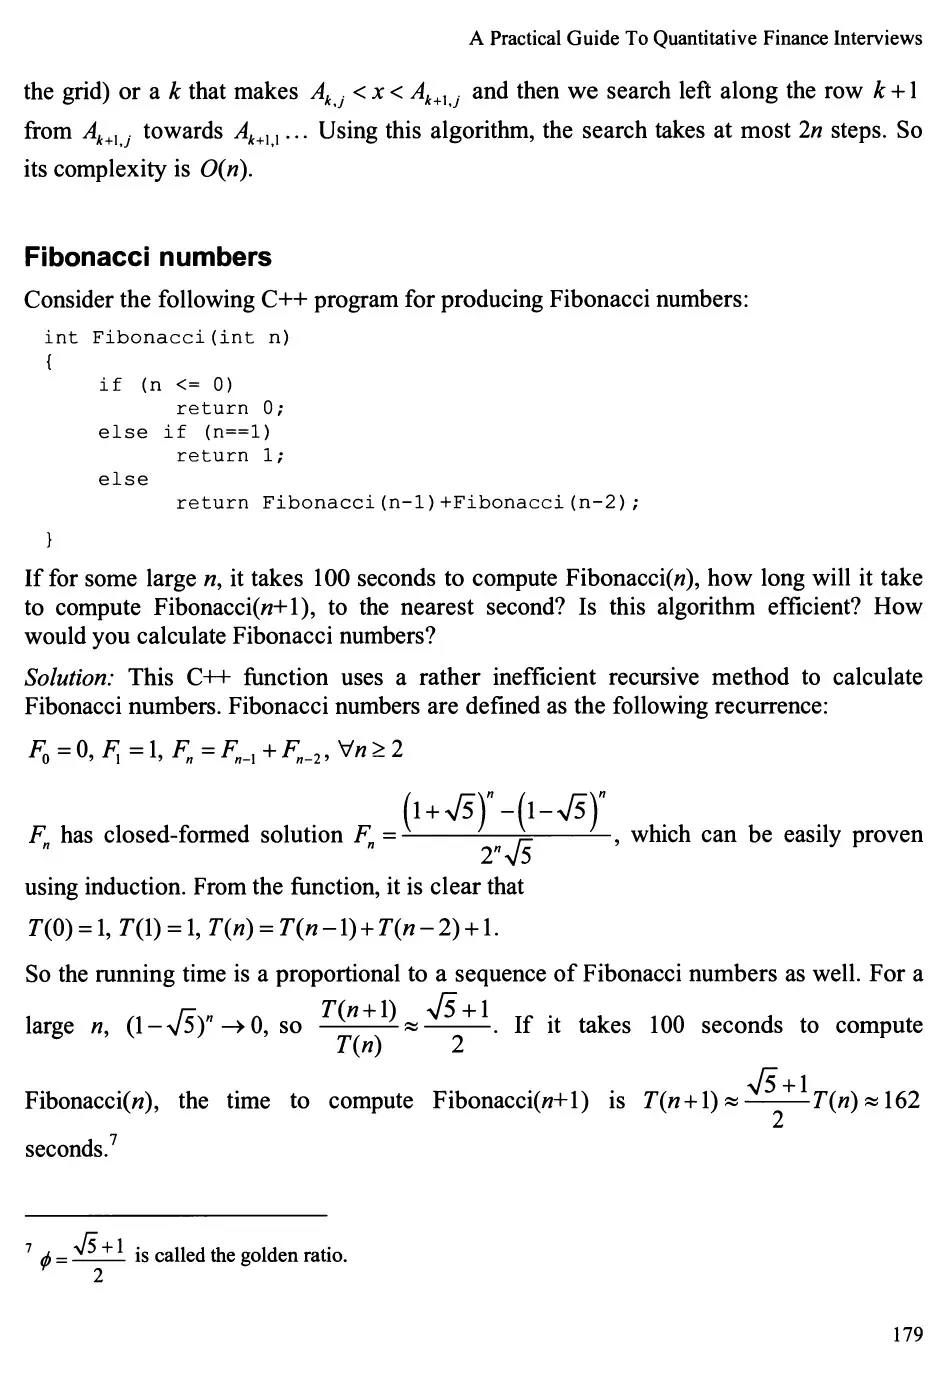 A Practical Guide To Quantitative Finance Interviews
the grid) or a k that makes A_{k,j} < x < A_{k+1,j} and then we search left along the row k+1
from A_{k+1,j} towards A_{k+1,1}… Using this algorithm, the search takes at most 2n steps. So
its complexity is O(n).
Fibonacci numbers
Consider the following C++ program for producing Fibonacci numbers:
int Fibonacci(int n)
{
if (n <= 0)
return 0;
else if (n==1)
return 1;
else
return Fibonacci(n-1)+Fibonacci(n-2);
}
If for some large n, it takes 100 seconds to compute Fibonacci(n), how long will it take
to compute Fibonacci(n+1), to the nearest second? Is this algorithm efficient? How
would you calculate Fibonacci numbers?
Solution: This C++ function uses a rather inefficient recursive method to calculate
Fibonacci numbers. Fibonacci numbers are defined as the following recurrence:
F_0 = 0, F_1 = 1, F_n = F_{n-1} + F_{n-2}, ∀n ≥ 2
F_n has closed-formed solution F_n = ((1+√5)^n − (1−√5)^n) / (2^n √5), which can be easily proven
using induction. From the function, it is clear that
T(0) = 1, T(1) = 1, T(n) = T(n−1) + T(n−2) + 1.
So the running time is a proportional to a sequence of Fibonacci numbers as well. For a
large n, (1−√5)^n → 0, so T(n+1)/T(n) ≈ (√5+1)/2. If it takes 100 seconds to compute
Fibonacci(n), the time to compute Fibonacci(n+1) is T(n+1) ≈ (√5+1)/2 T(n) ≈ 162
seconds.⁷
⁷ ϕ = (√5+1)/2 is called the golden ratio.
179